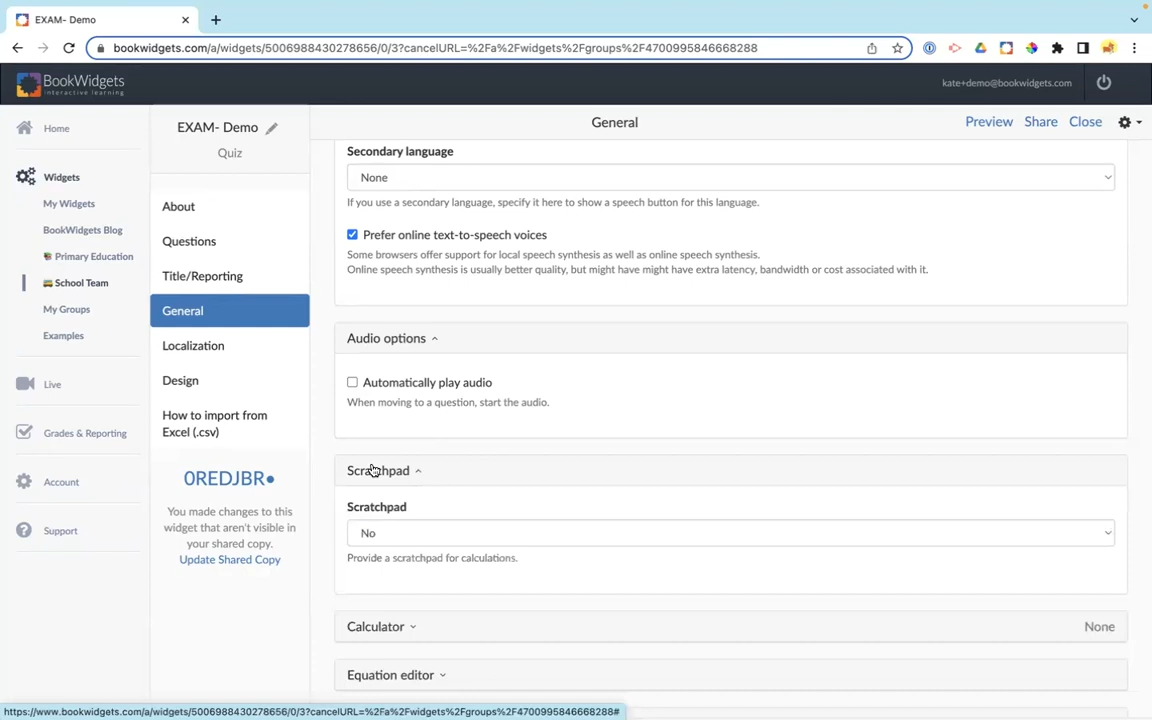 EXAM- Demo
bookwidgets.com/a/widgets/5006988430278656/0/3?cancelURL=%2Fa%2Fwidgets%2Fgroups%2F4700995846668288
BookWidgets
interactive learning
kate+demo@bookwidgets.com
Home
Widgets
My Widgets
BookWidgets Blog
Primary Education
School Team
My Groups
Examples
Live
Grades & Reporting
Account
Support
EXAM- Demo
Quiz
About
Questions
Title/Reporting
General
Localization
Design
How to import from
Excel (.csv)
0REDJBR•
You made changes to this
widget that aren't visible in
your shared copy.
Update Shared Copy
General
Preview
Share
Close
Secondary language
None
If you use a secondary language, specify it here to show a speech button for this language.
Prefer online text-to-speech voices
Some browsers offer support for local speech synthesis as well as online speech synthesis.
Online speech synthesis is usually better quality, but might have might have extra latency, bandwidth or cost associated with it.
Audio options
Automatically play audio
When moving to a question, start the audio.
Scratchpad
Scratchpad
No
Provide a scratchpad for calculations.
Calculator
None
Equation editor
https://www.bookwidgets.com/a/widgets/5006988430278656/0/3?cancelURL=%2Fa%2Fwidgets%2Fgroups%2F4700995846668288#